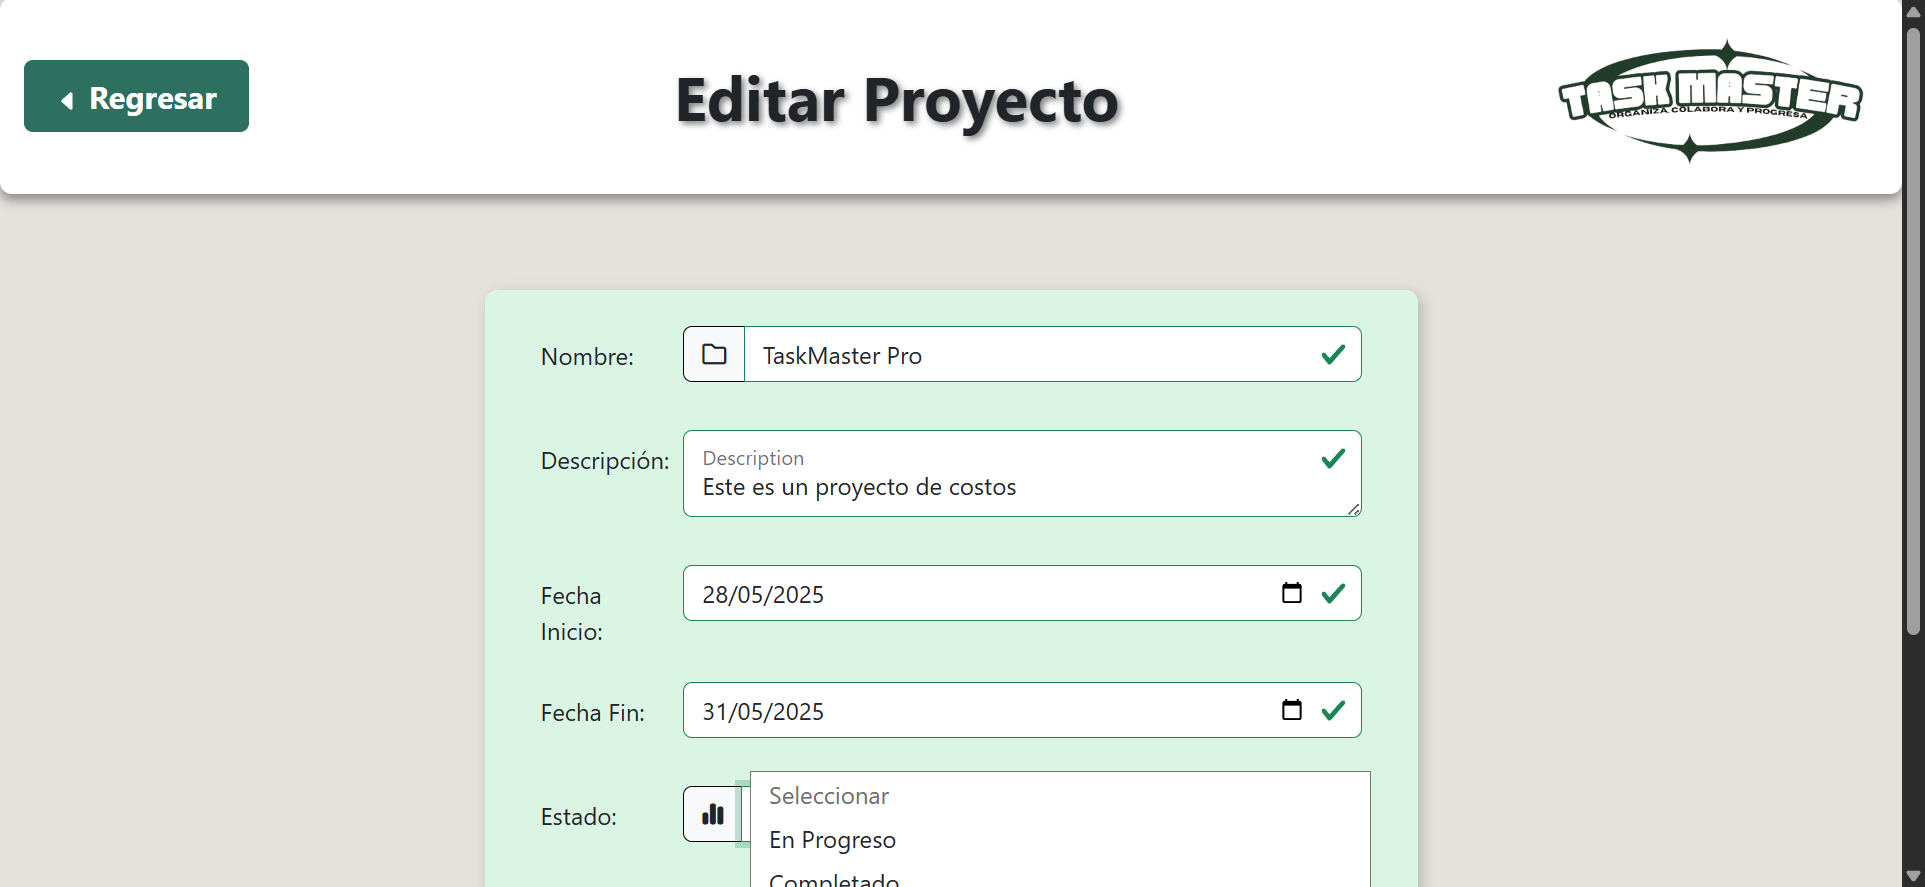 Regresar
Editar Proyecto
TASK MASTER
ORGANIZA, COLABORA Y PROGRESA
Nombre:
TaskMaster Pro
Descripción:
Description
Este es un proyecto de costos
Fecha
Inicio:
28/05/2025
Fecha Fin:
31/05/2025
Estado:
Seleccionar
En Progreso
Completado